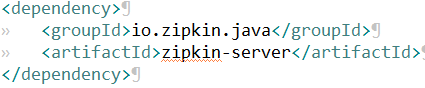 <dependency>¶
»   <groupId>io.zipkin.java</groupId>¶
»   <artifactId>zipkin-server</artifactId>¶
</dependency>¶